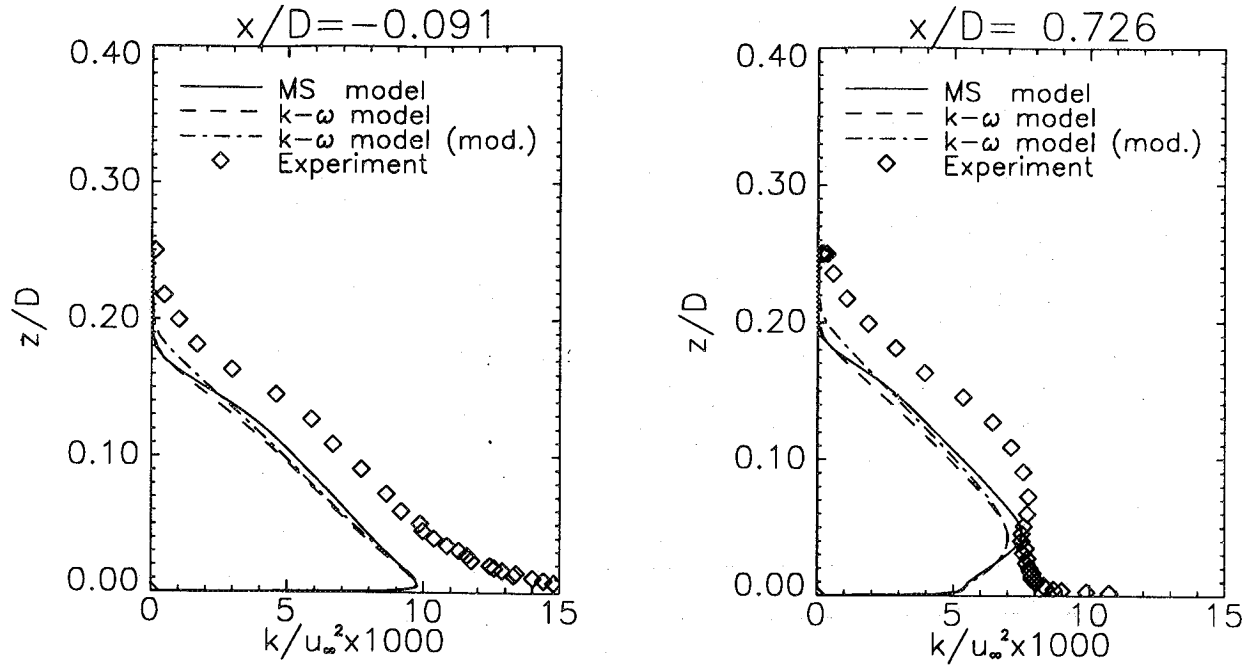 x/D=−0.091
0.40
0.30
0.20
0.10
0.00
z/D
MS model
k−ω model
k−ω model (mod.)
Experiment
0 5 10 15
k/u∞²x1000
x/D= 0.726
0.40
0.30
0.20
0.10
0.00
z/D
MS model
k−ω model
k−ω model (mod.)
Experiment
0 5 10 15
k/u∞²x1000